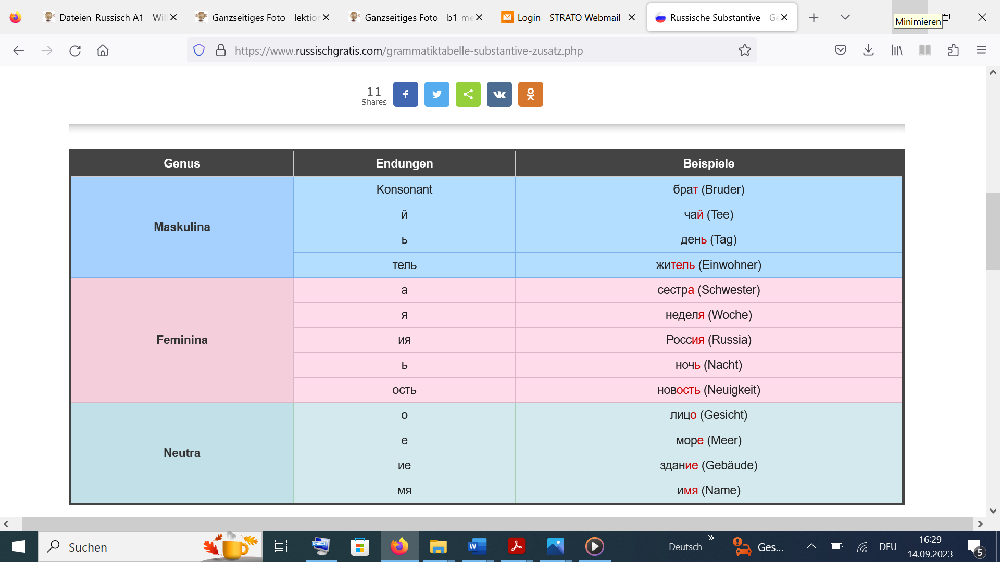 Dateien_Russisch A1 - Will
Ganzseitiges Foto - lektion
Ganzseitiges Foto - b1-me
Login - STRATO Webmail
Russische Substantive - Ge
Minimieren
https://www.russischgratis.com/grammatiktabelle-substantive-zusatz.php
11
Shares
Genus Endungen Beispiele
Maskulina
Konsonant брат (Bruder)
й чай (Tee)
ь день (Tag)
тель житель (Einwohner)
Feminina
а сестра (Schwester)
я неделя (Woche)
ия Россия (Russia)
ь ночь (Nacht)
ость новость (Neuigkeit)
Neutra
о лицо (Gesicht)
е море (Meer)
ие здание (Gebäude)
мя имя (Name)
Suchen
Deutsch
Ges...
DEU
16:29
14.09.2023
5